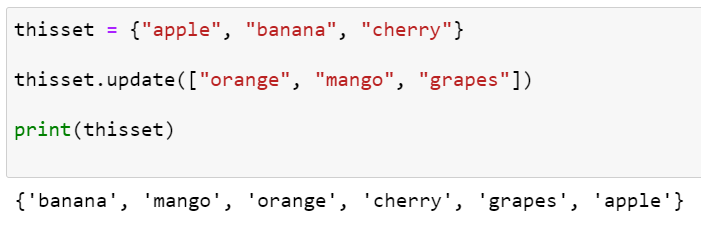 thisset = {"apple", "banana", "cherry"}
thisset.update(["orange", "mango", "grapes"])
print(thisset)
{'banana', 'mango', 'orange', 'cherry', 'grapes', 'apple'}